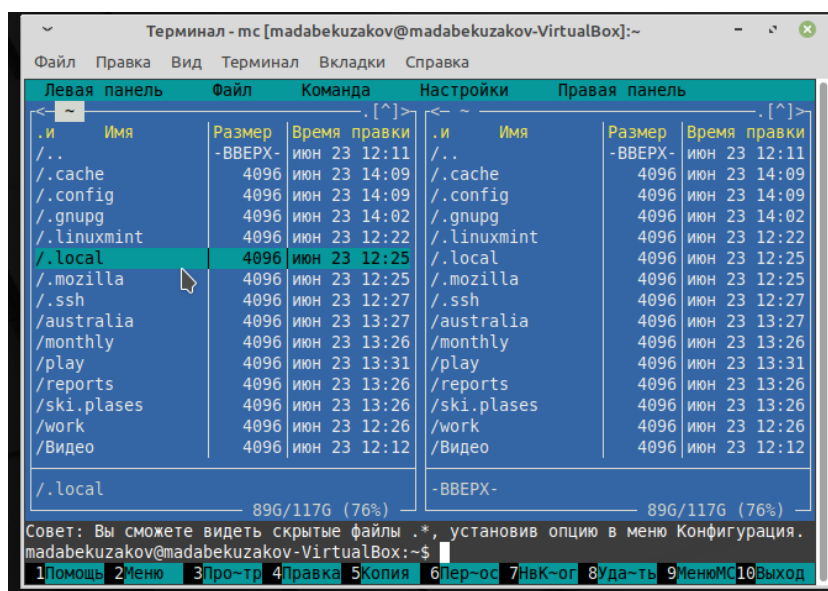 Терминал - mc [madabekuzakov@madabekuzakov-VirtualBox]:~
Файл Правка Вид Терминал Вкладки Справка
Левая панель Файл Команда Настройки Правая панель
<- ~ .[^]> <- ~ .[^]>
.и Имя Размер Время правки .и Имя Размер Время правки
/.. -ВВЕРХ- июн 23 12:11 /.. -ВВЕРХ- июн 23 12:11
/.cache 4096 июн 23 14:09 /.cache 4096 июн 23 14:09
/.config 4096 июн 23 14:09 /.config 4096 июн 23 14:09
/.gnupg 4096 июн 23 14:02 /.gnupg 4096 июн 23 14:02
/.linuxmint 4096 июн 23 12:22 /.linuxmint 4096 июн 23 12:22
/.local 4096 июн 23 12:25 /.local 4096 июн 23 12:25
/.mozilla 4096 июн 23 12:25 /.mozilla 4096 июн 23 12:25
/.ssh 4096 июн 23 12:27 /.ssh 4096 июн 23 12:27
/australia 4096 июн 23 13:27 /australia 4096 июн 23 13:27
/monthly 4096 июн 23 13:26 /monthly 4096 июн 23 13:26
/play 4096 июн 23 13:31 /play 4096 июн 23 13:31
/reports 4096 июн 23 13:26 /reports 4096 июн 23 13:26
/ski.plases 4096 июн 23 13:26 /ski.plases 4096 июн 23 13:26
/work 4096 июн 23 12:26 /work 4096 июн 23 12:26
/Видео 4096 июн 23 12:12 /Видео 4096 июн 23 12:12
/.local -ВВЕРХ-
89G/117G (76%) 89G/117G (76%)
Совет: Вы сможете видеть скрытые файлы .*, установив опцию в меню Конфигурация.
madabekuzakov@madabekuzakov-VirtualBox:~$
1Помощь 2Меню 3Про~тр 4Правка 5Копия 6Пер~ос 7НвК~ог 8Уда~ть 9МенюМС 10Выход